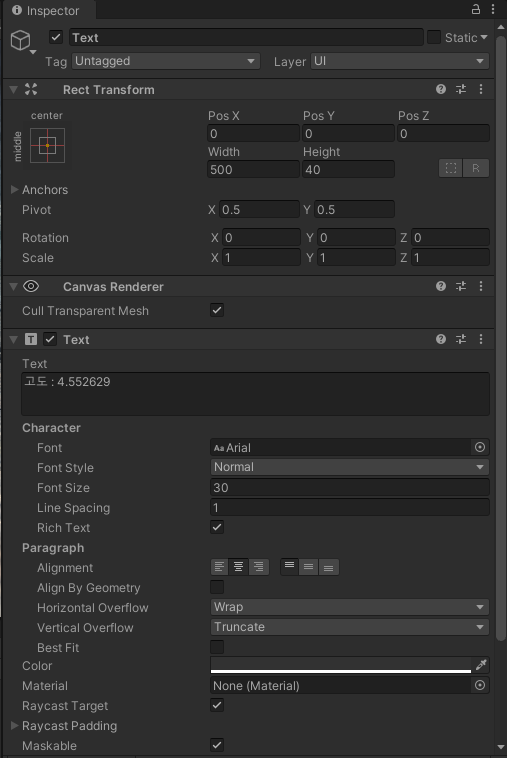 Inspector
Text
Static
Tag Untagged Layer UI
Rect Transform
center
middle
Pos X Pos Y Pos Z
0 0 0
Width Height
500 40
R
Anchors
Pivot X 0.5 Y 0.5
Rotation X 0 Y 0 Z 0
Scale X 1 Y 1 Z 1
Canvas Renderer
Cull Transparent Mesh
T Text
Text
고도 : 4.552629
Character
Font Aa Arial
Font Style Normal
Font Size 30
Line Spacing 1
Rich Text
Paragraph
Alignment
Align By Geometry
Horizontal Overflow Wrap
Vertical Overflow Truncate
Best Fit
Color
Material None (Material)
Raycast Target
Raycast Padding
Maskable